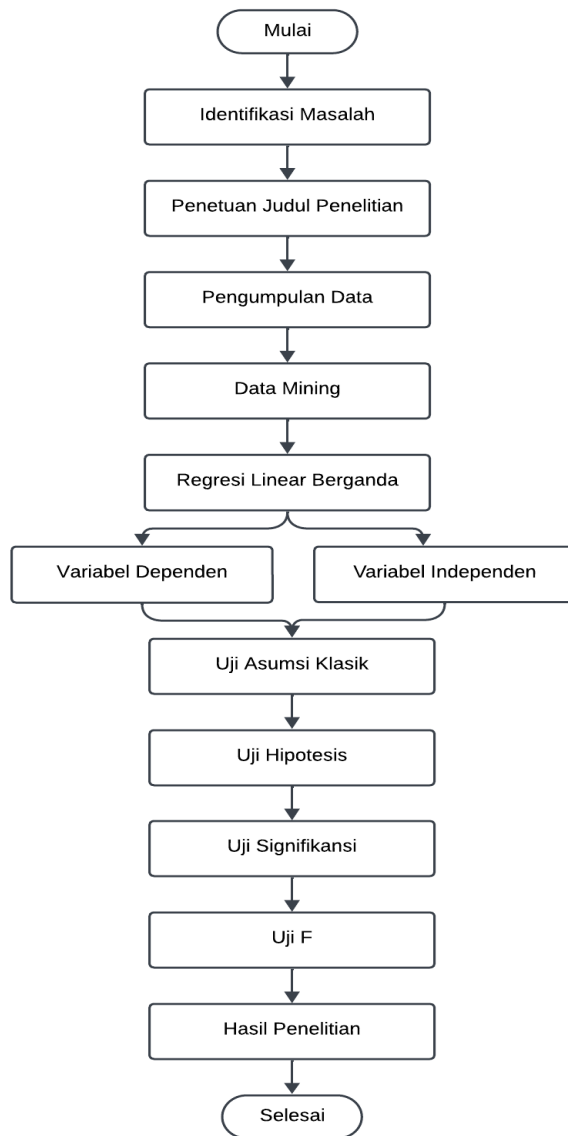 Mulai
Identifikasi Masalah
Penetuan Judul Penelitian
Pengumpulan Data
Data Mining
Regresi Linear Berganda
Variabel Dependen
Variabel Independen
Uji Asumsi Klasik
Uji Hipotesis
Uji Signifikansi
Uji F
Hasil Penelitian
Selesai